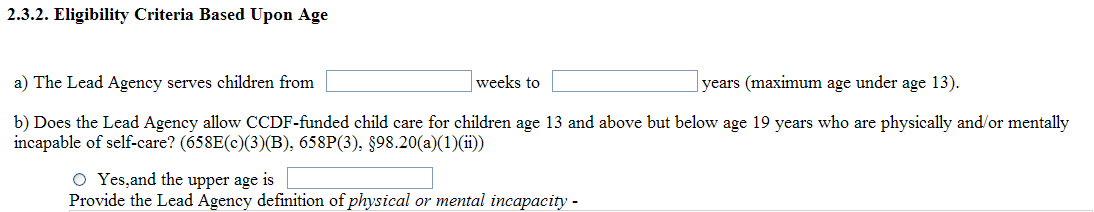 2.3.2. Eligibility Criteria Based Upon Age
a) The Lead Agency serves children from weeks to years (maximum age under age 13).
b) Does the Lead Agency allow CCDF-funded child care for children age 13 and above but below age 19 years who are physically and/or mentally
incapable of self-care? (658E(c)(3)(B), 658P(3), §98.20(a)(1)(ii))
Yes,and the upper age is
Provide the Lead Agency definition of physical or mental incapacity -